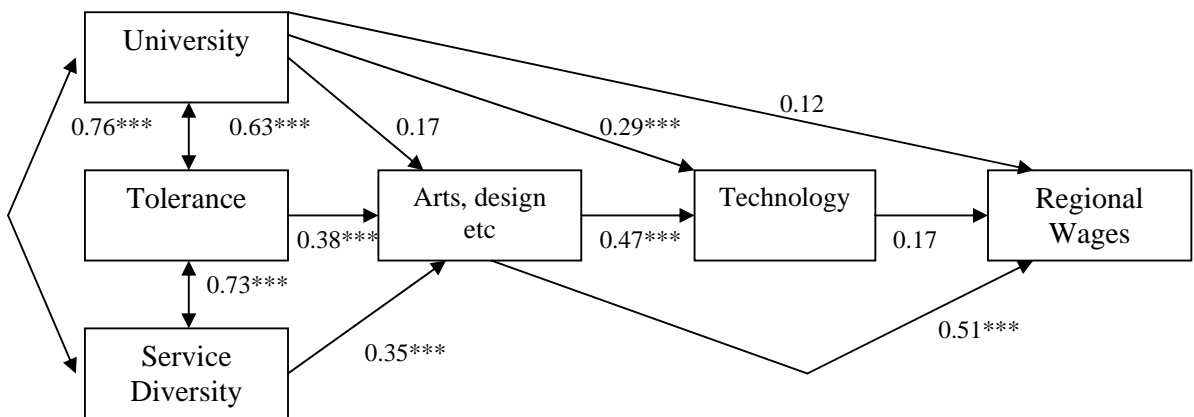 University
0.12
0.76***
0.63***
0.17
0.29***
Tolerance
Arts, design
etc
Technology
Regional
Wages
0.38***
0.47***
0.17
0.73***
0.51***
Service
Diversity
0.35***